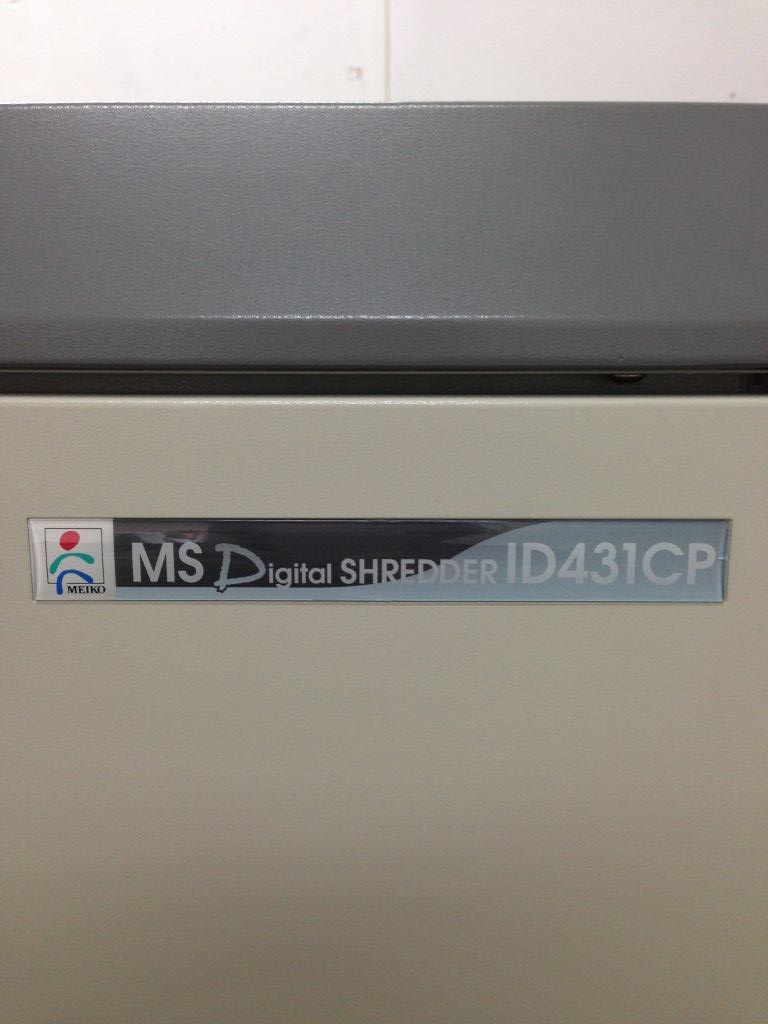 MEIKO
MS Digital SHREDDER ID431CP